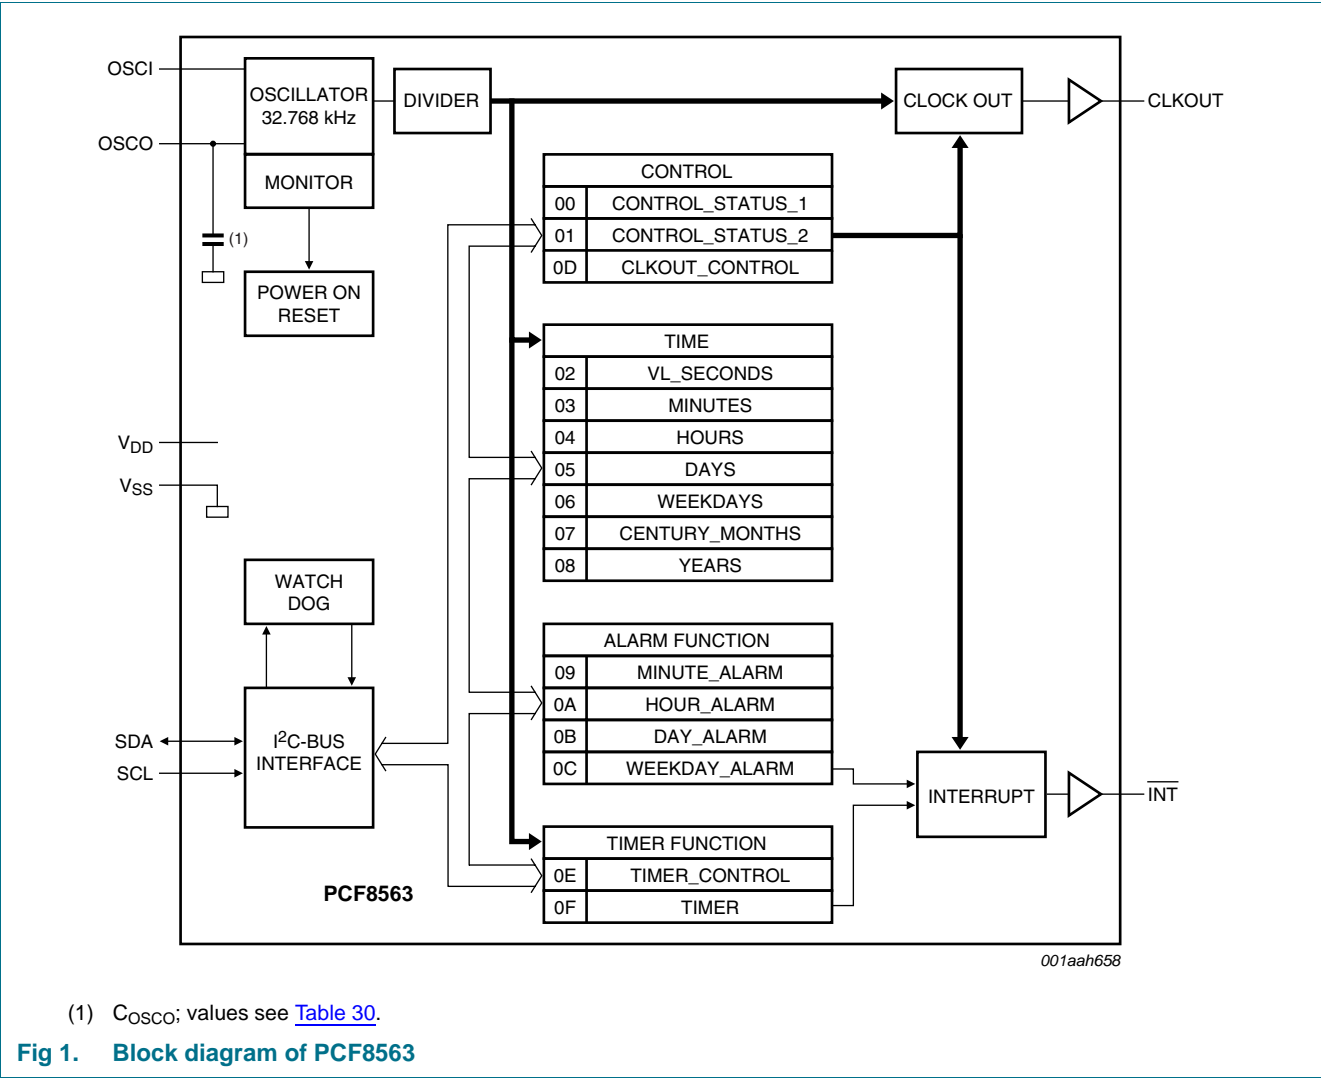 OSCI
OSCILLATOR
32.768 kHz
DIVIDER
CLOCK OUT
CLKOUT
OSCO
MONITOR
(1)
POWER ON
RESET
CONTROL
00 CONTROL_STATUS_1
01 CONTROL_STATUS_2
0D CLKOUT_CONTROL
TIME
02 VL_SECONDS
03 MINUTES
04 HOURS
05 DAYS
06 WEEKDAYS
07 CENTURY_MONTHS
08 YEARS
VDD
VSS
WATCH
DOG
ALARM FUNCTION
09 MINUTE_ALARM
0A HOUR_ALARM
0B DAY_ALARM
0C WEEKDAY_ALARM
SDA
SCL
I2C-BUS
INTERFACE
INTERRUPT
INT
TIMER FUNCTION
0E TIMER_CONTROL
0F TIMER
PCF8563
001aah658
(1) COSCO; values see Table 30.
Fig 1. Block diagram of PCF8563